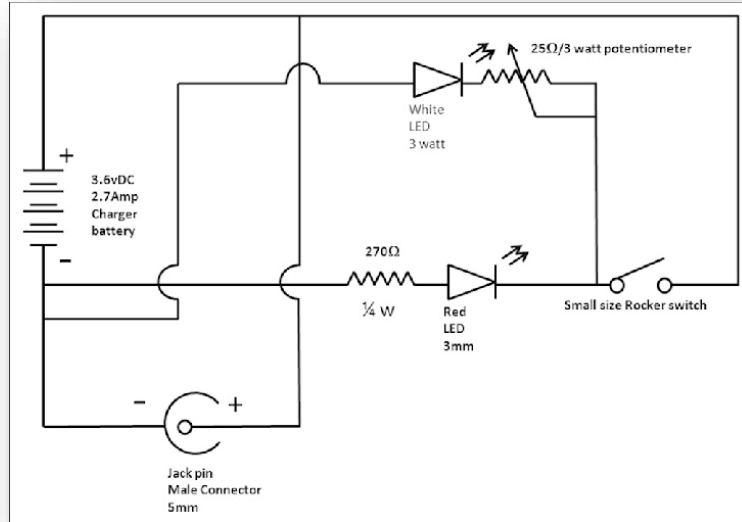 25Ω/3 watt potentiometer
White
LED
3 watt
+
3.6vDC
2.7Amp
Charger
battery
−
270Ω
¼ W
Red
LED
3mm
Small size Rocker switch
− +
Jack pin
Male Connector
5mm